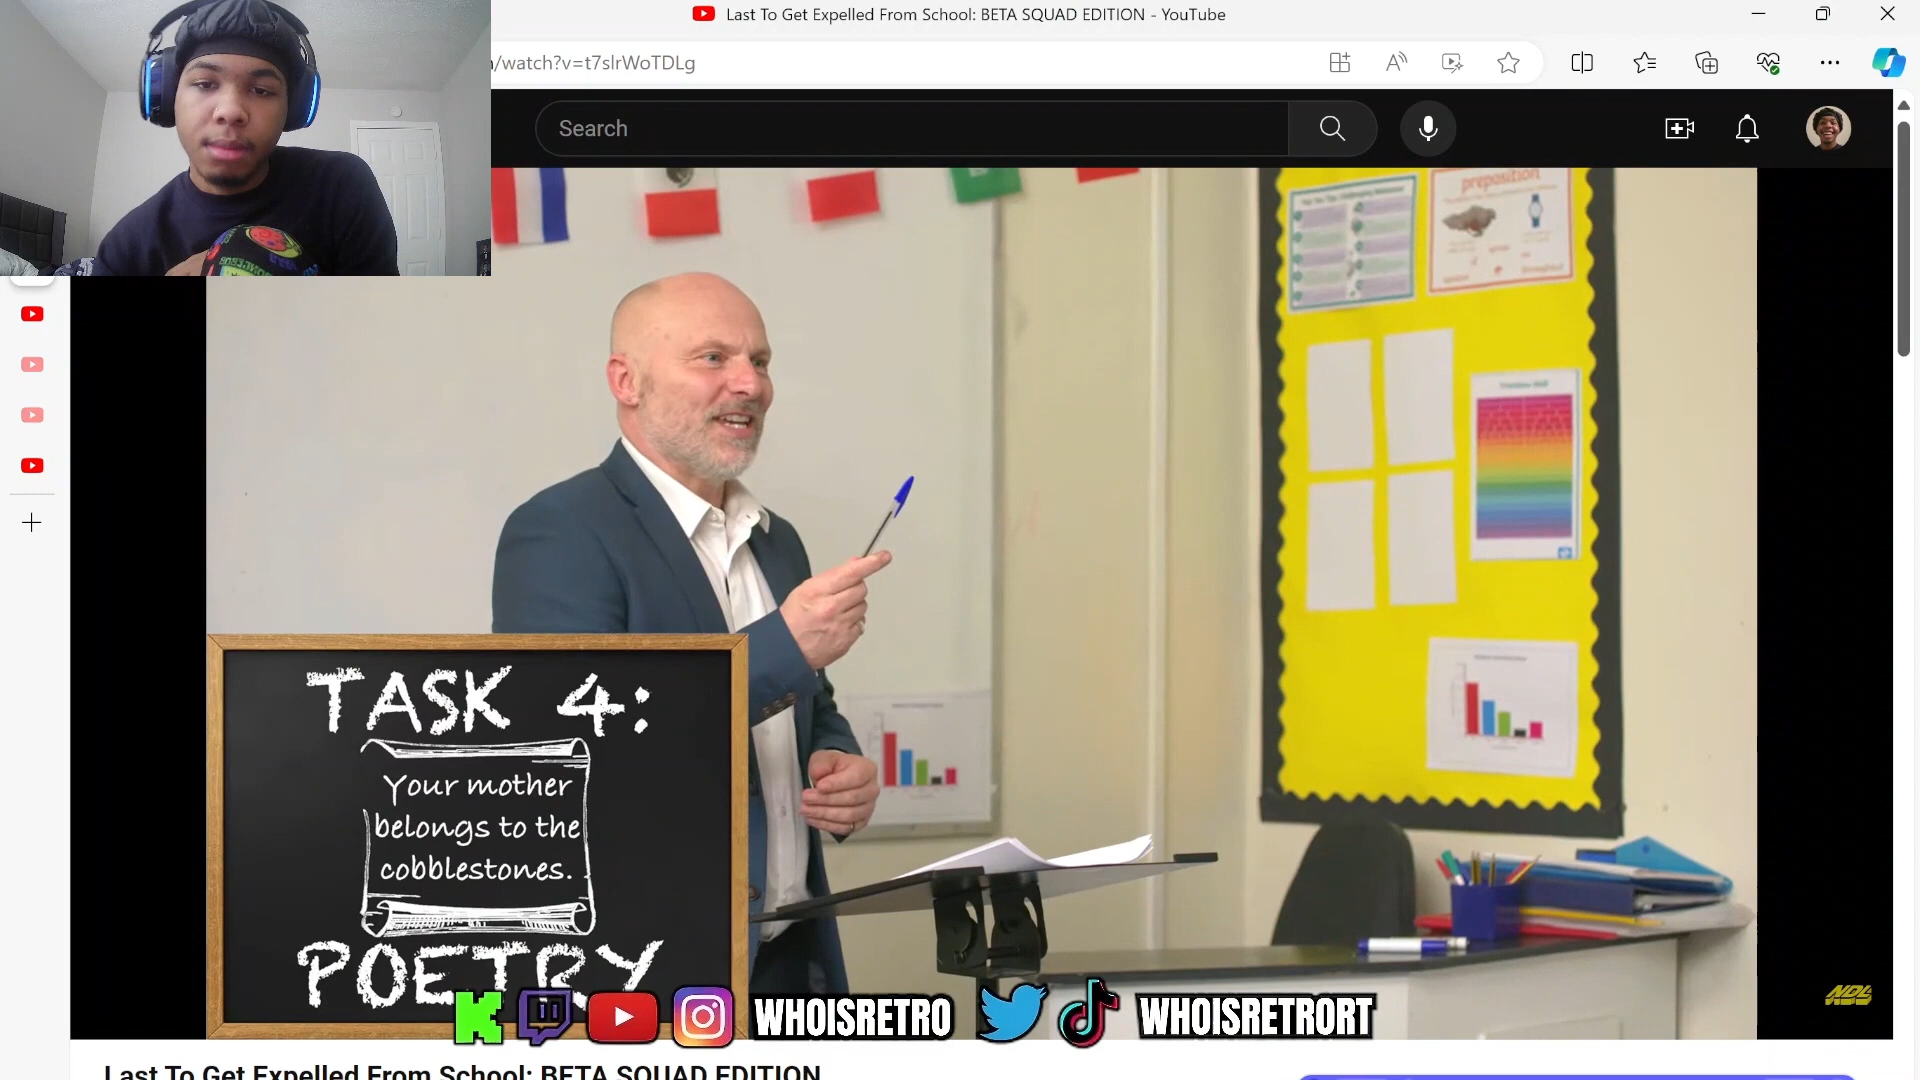 Last To Get Expelled From School: BETA SQUAD EDITION - YouTube
/watch?v=t7slrWoTDLg
Search
preposition
TASK 4:
Your mother
belongs to the
cobblestones.
POETRY
NDL
WHOISRETRO
WHOISRETRORT
Last To Get Expelled From School: BETA SQUAD EDITION